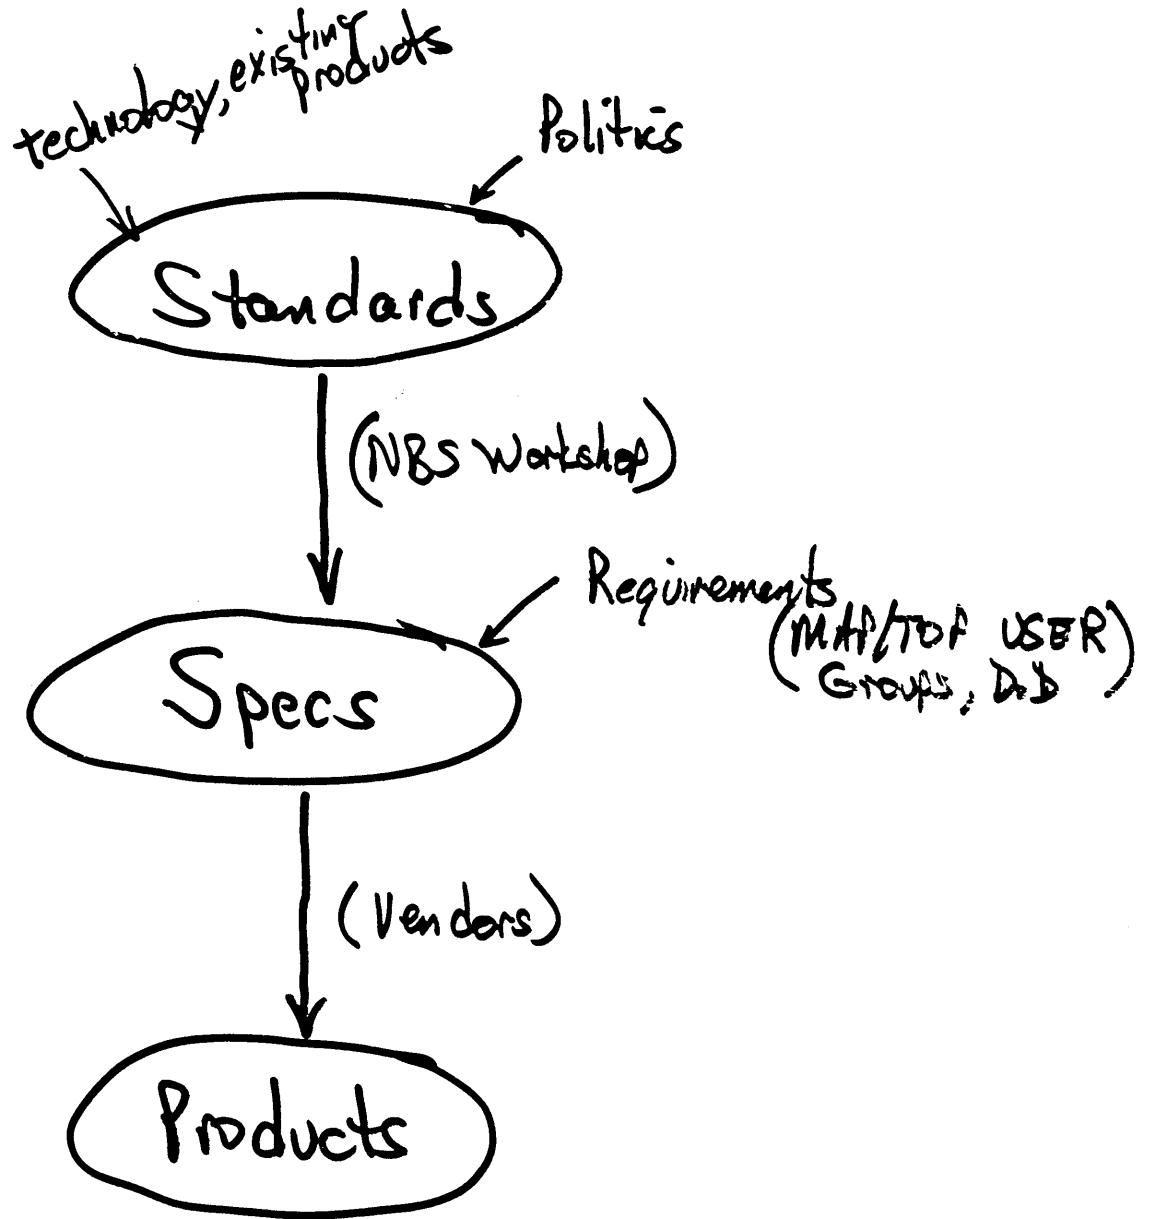 technology, existing
products
Politics
Standards
(NBS Workshop)
Requirements
(MAP/TOP USER
Groups, DoD)
Specs
(Vendors)
Products